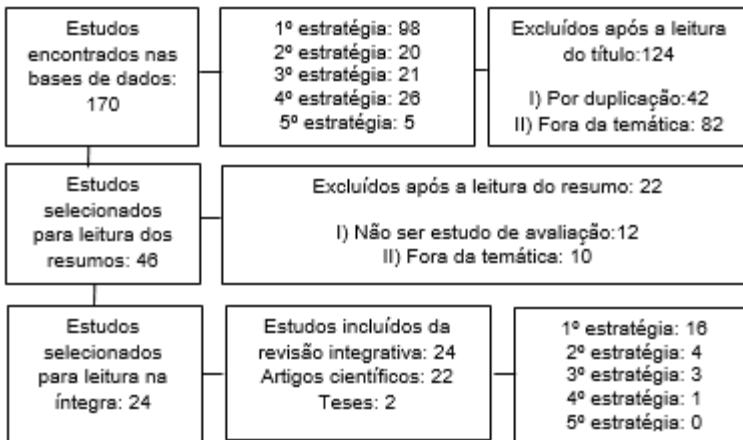 Estudos
encontrados nas
bases de dados:
170
1º estratégia: 98
2º estratégia: 20
3º estratégia: 21
4º estratégia: 26
5º estratégia: 5
Excluídos após a leitura
do título:124
I) Por duplicação:42
II) Fora da temática: 82
Estudos
selecionados
para leitura dos
resumos: 46
Excluídos após a leitura do resumo: 22
I) Não ser estudo de avaliação:12
II) Fora da temática: 10
Estudos
selecionados
para leitura na
íntegra: 24
Estudos incluídos da
revisão integrativa: 24
Artigos científicos: 22
Teses: 2
1º estratégia: 16
2º estratégia: 4
3º estratégia: 3
4º estratégia: 1
5º estratégia: 0